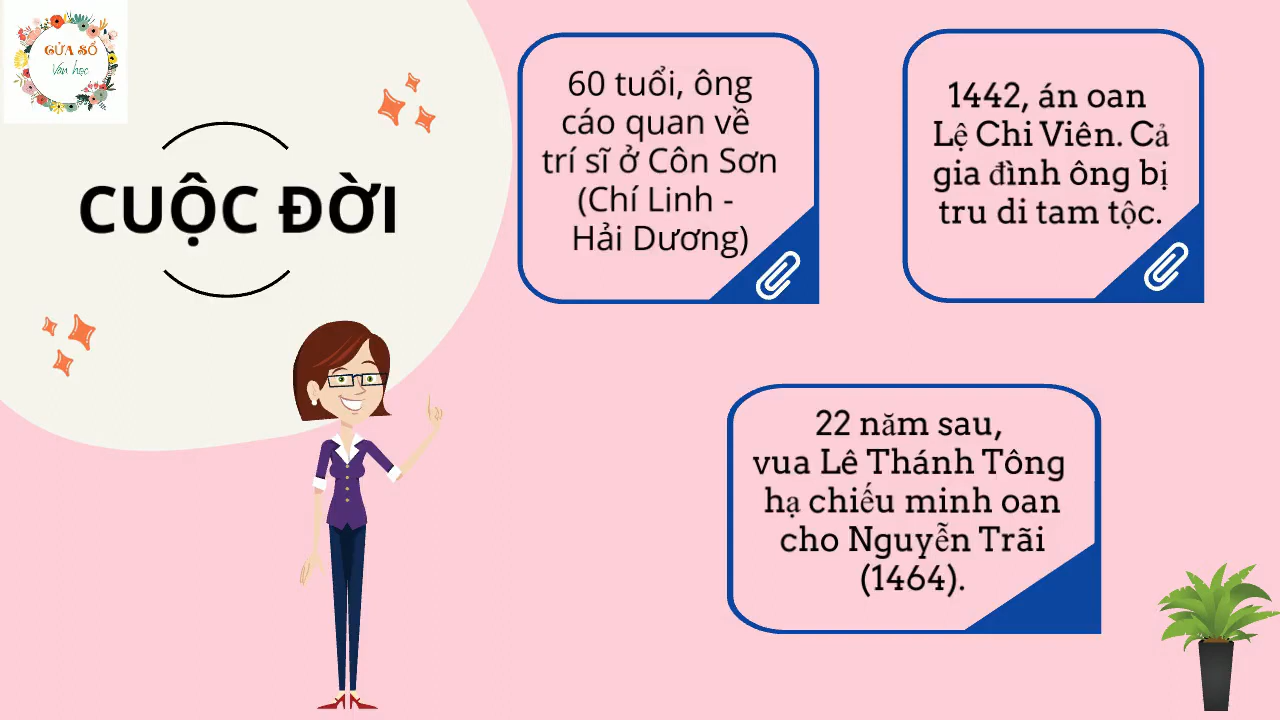 CỬA SỔ
Văn học
CUỘC ĐỜI
60 tuổi, ông
cáo quan về
trí sĩ ở Côn Sơn
(Chí Linh -
Hải Dương)
1442, án oan
Lệ Chi Viên. Cả
gia đình ông bị
tru di tam tộc.
22 năm sau,
vua Lê Thánh Tông
hạ chiếu minh oan
cho Nguyễn Trãi
(1464).